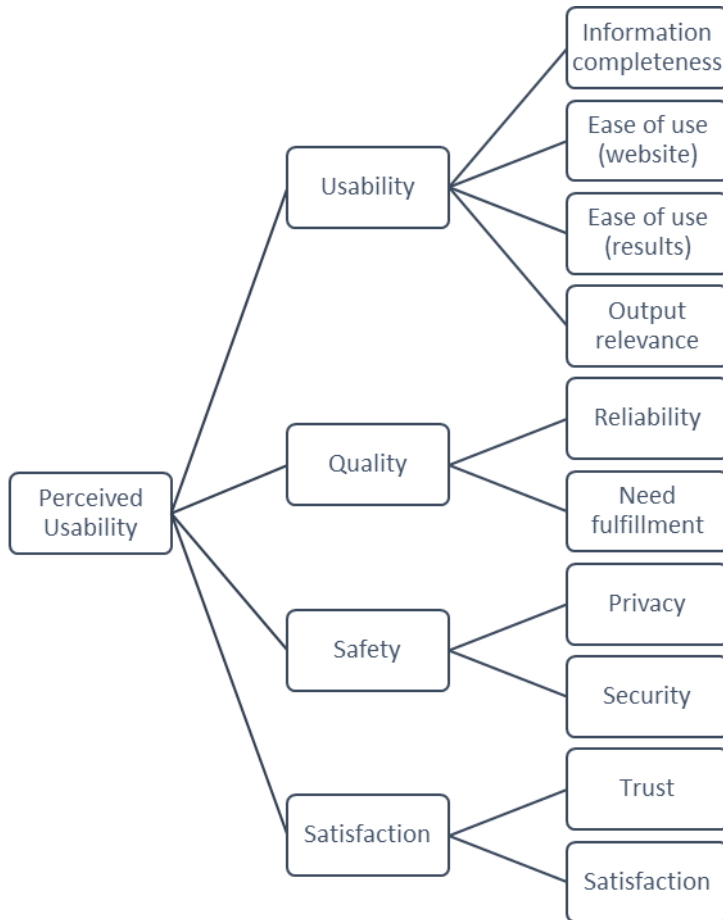 Information
completeness
Ease of use
(website)
Usability
Ease of use
(results)
Output
relevance
Reliability
Quality
Need
fulfillment
Perceived
Usability
Privacy
Safety
Security
Trust
Satisfaction
Satisfaction